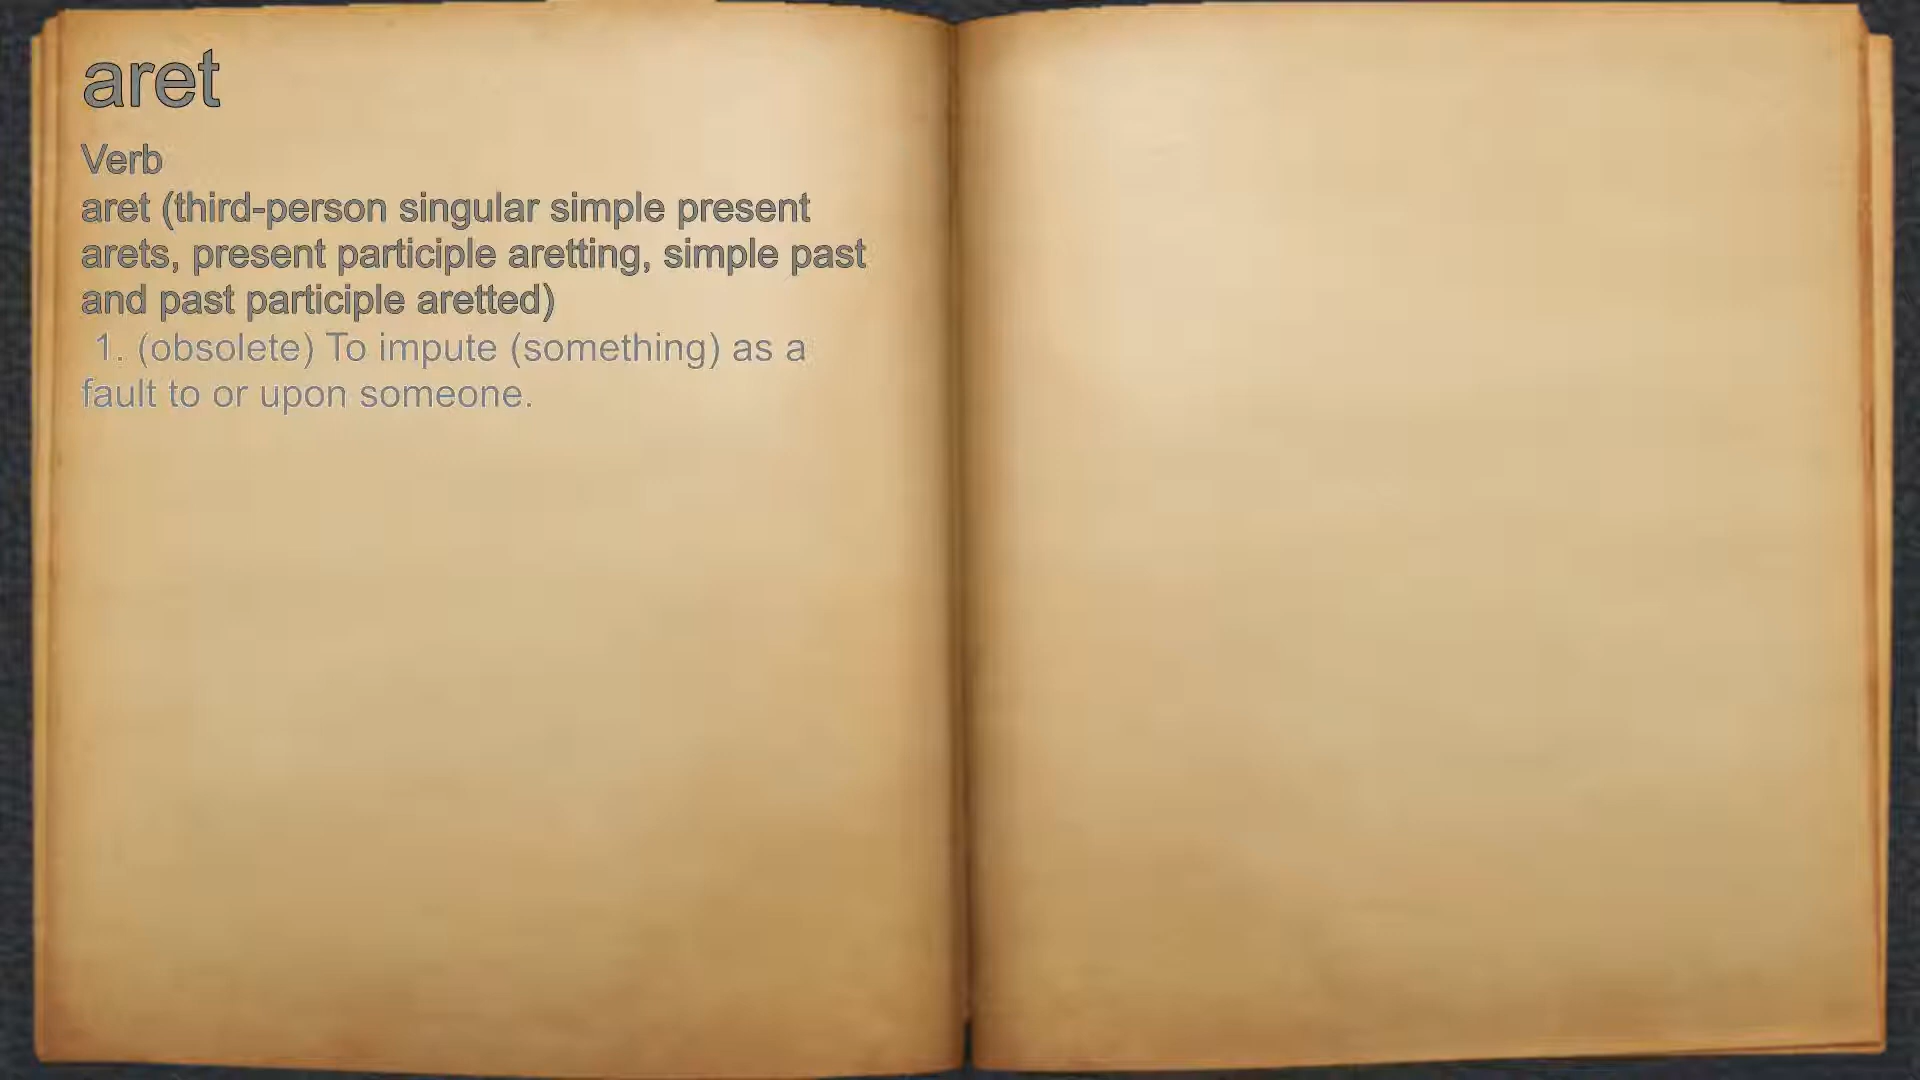 aret
Verb
aret (third-person singular simple present
arets, present participle aretting, simple past
and past participle aretted)
1. (obsolete) To impute (something) as a
fault to or upon someone.